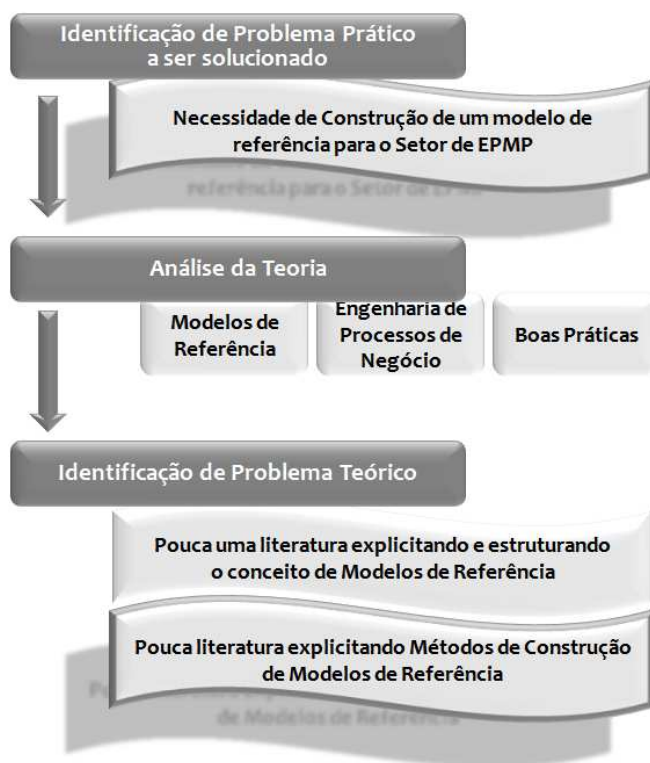 Identificação de Problema Prático
a ser solucionado
Necessidade de Construção de um modelo de
referência para o Setor de EPMP
Análise da Teoria
Modelos de
Referência
Engenharia de
Processos de
Negócio
Boas Práticas
Identificação de Problema Teórico
Pouca uma literatura explicitando e estruturando
o conceito de Modelos de Referência
Pouca literatura explicitando Métodos de Construção
de Modelos de Referência